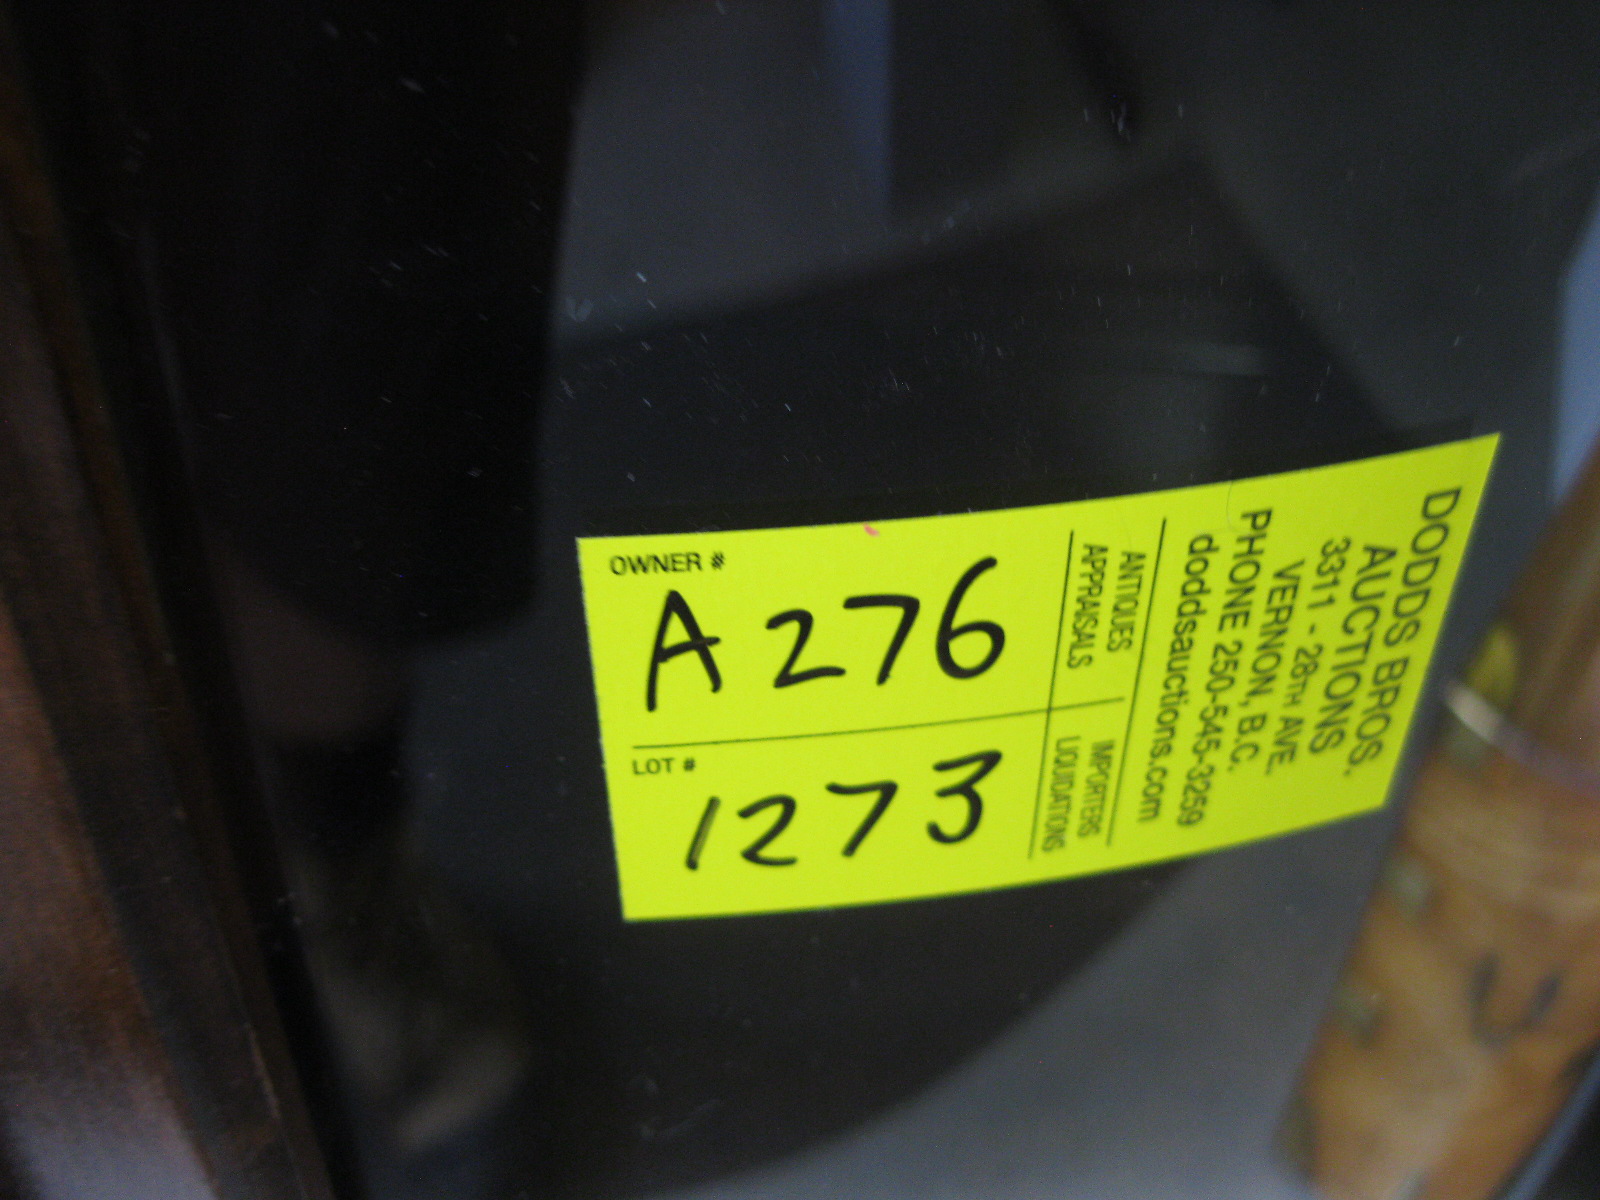 OWNER #
A 276
LOT #
1273
ANTIQUES
APPRAISALS
IMPORTERS
LIQUIDATIONS
DODDS BROS.
AUCTIONS
3311 - 28TH AVE.
VERNON, B.C.
PHONE 250-545-3259
doddsauctions.com